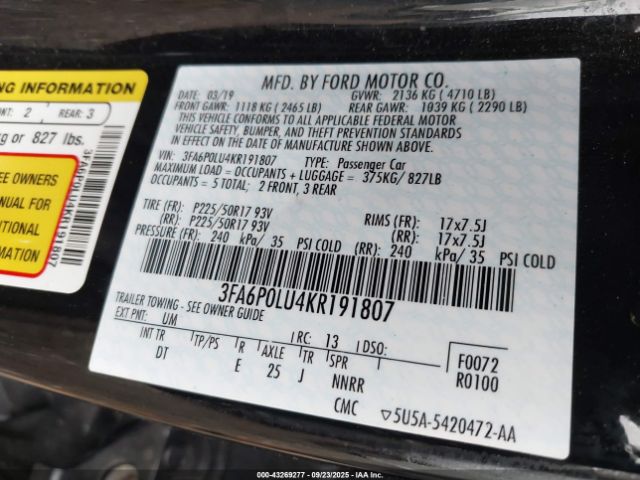 NG INFORMATION
NT: 2 REAR: 3
kg or 827 lbs.
EE OWNERS
NUAL FOR
ITIONAL
RMATION
3FA6P0LU4KR191807
MFD. BY FORD MOTOR CO.
03/19 GVWR: 2136 KG (4710 LB)
FRONT GAWR: 1118 KG (2465 LB) REAR GAWR: 1039 KG (2290 LB)
THIS VEHICLE CONFORMS TO ALL APPLICABLE FEDERAL MOTOR
VEHICLE SAFETY, BUMPER, AND THEFT PREVENTION STANDARDS
IN EFFECT ON THE DATE OF MANUFACTURE SHOWN ABOVE.
VIN: 3FA6P0LU4KR191807 TYPE: Passenger Car
MAXIMUM LOAD = OCCUPANTS + LUGGAGE = 375KG/ 827LB
OCCUPANTS = 5 TOTAL; 2 FRONT, 3 REAR
TIRE (FR): P225/50R17 93V RIMS (FR): 17x7.5J
(RR): P225/50R17 93V (RR): 17x7.5J
PRESSURE (FR): 240 kPa/ 35 PSI COLD (RR): 240 kPa/ 35 PSI COLD
3FA6P0LU4KR191807
TRAILER TOWING - SEE OWNER GUIDE
EXT PNT: UM RC: 13 DSO:
INT TR TP/PS R AXLE TR SPR F0072
DT E 25 J NNRR R0100
CMC ▽5U5A-5420472-AA
000-43269277 - 09/23/2025 - IAA, Inc.